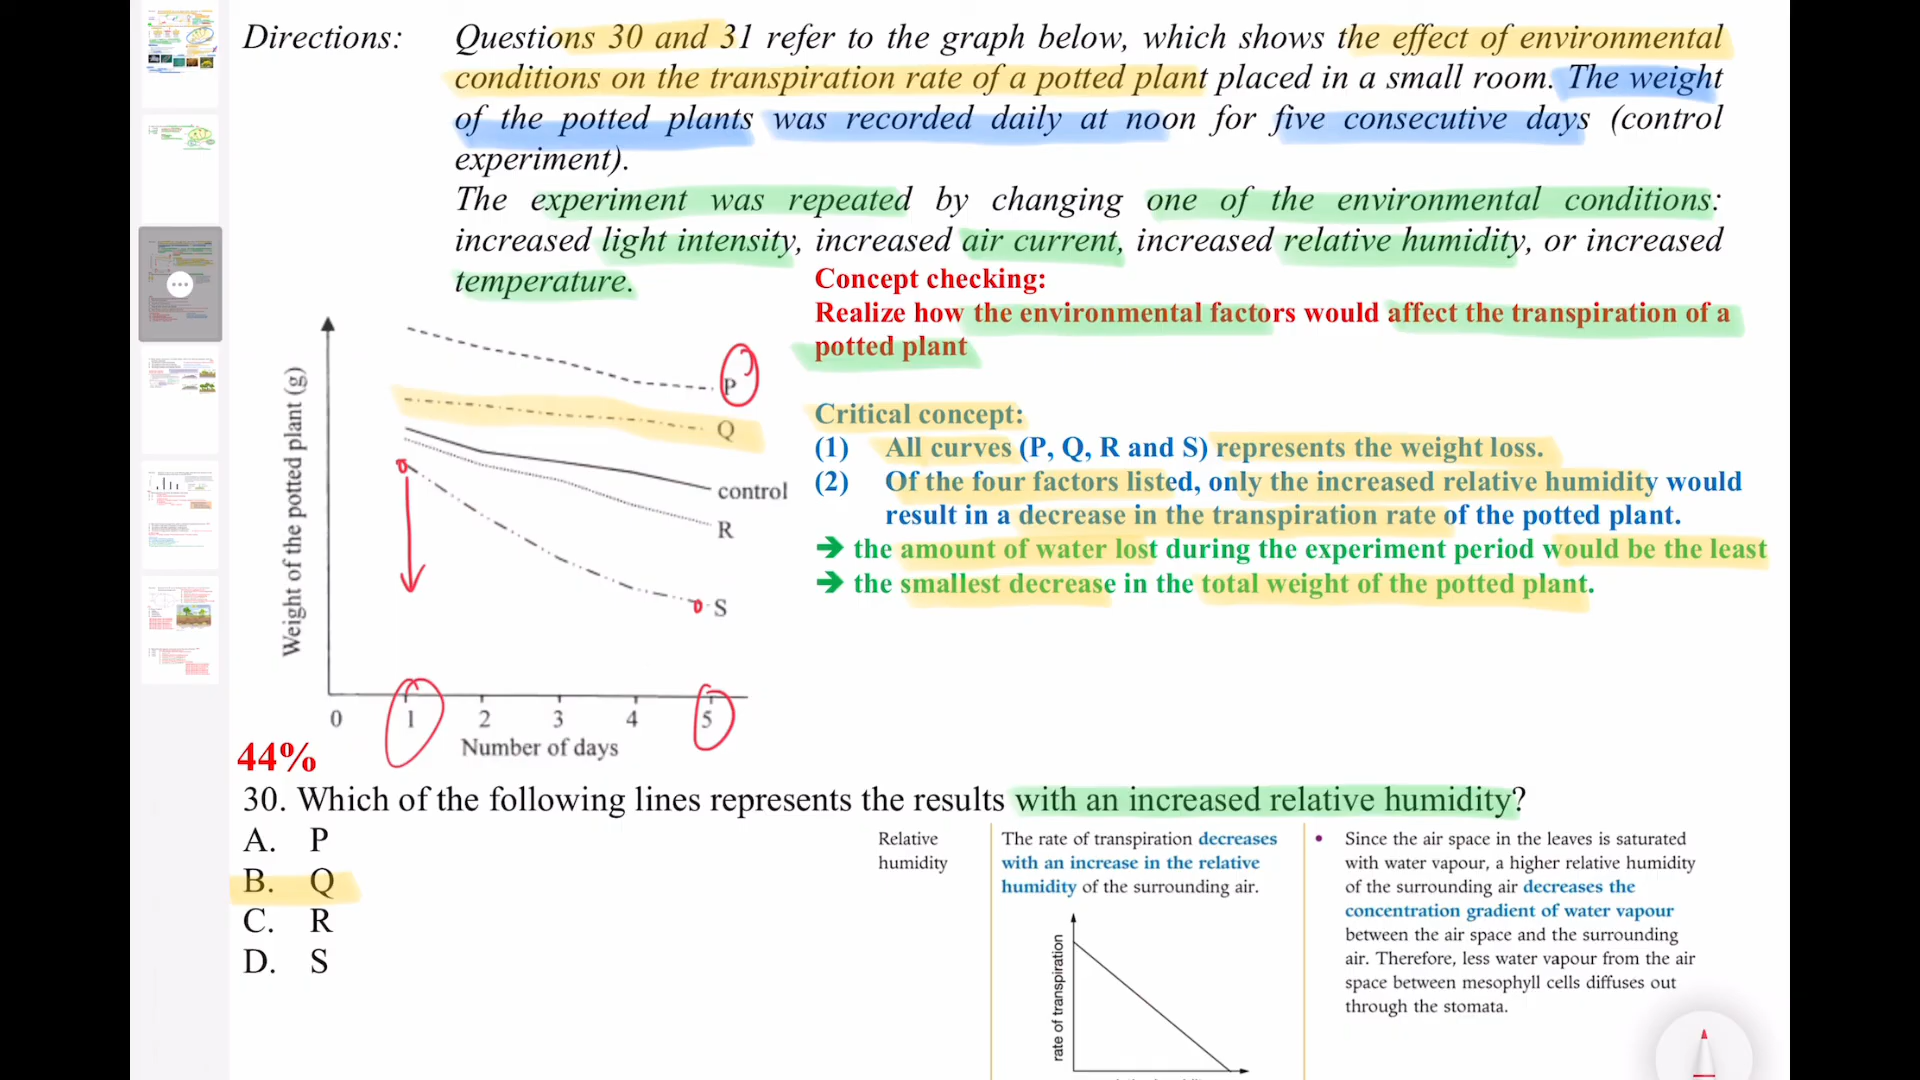 Directions: Questions 30 and 31 refer to the graph below, which shows the effect of environmental
conditions on the transpiration rate of a potted plant placed in a small room. The weight
of the potted plants was recorded daily at noon for five consecutive days (control
experiment).
The experiment was repeated by changing one of the environmental conditions:
increased light intensity, increased air current, increased relative humidity, or increased
temperature.
Concept checking:
Realize how the environmental factors would affect the transpiration of a
potted plant
Critical concept:
(1) All curves (P, Q, R and S) represents the weight loss.
(2) Of the four factors listed, only the increased relative humidity would
result in a decrease in the transpiration rate of the potted plant.
➔ the amount of water lost during the experiment period would be the least
➔ the smallest decrease in the total weight of the potted plant.
Weight of the potted plant (g)
P
Q
control
R
S
0 1 2 3 4 5
Number of days
44%
30. Which of the following lines represents the results with an increased relative humidity?
A. P
B. Q
C. R
D. S
Relative
humidity
The rate of transpiration decreases
with an increase in the relative
humidity of the surrounding air.
rate of transpiration
• Since the air space in the leaves is saturated
with water vapour, a higher relative humidity
of the surrounding air decreases the
concentration gradient of water vapour
between the air space and the surrounding
air. Therefore, less water vapour from the air
space between mesophyll cells diffuses out
through the stomata.